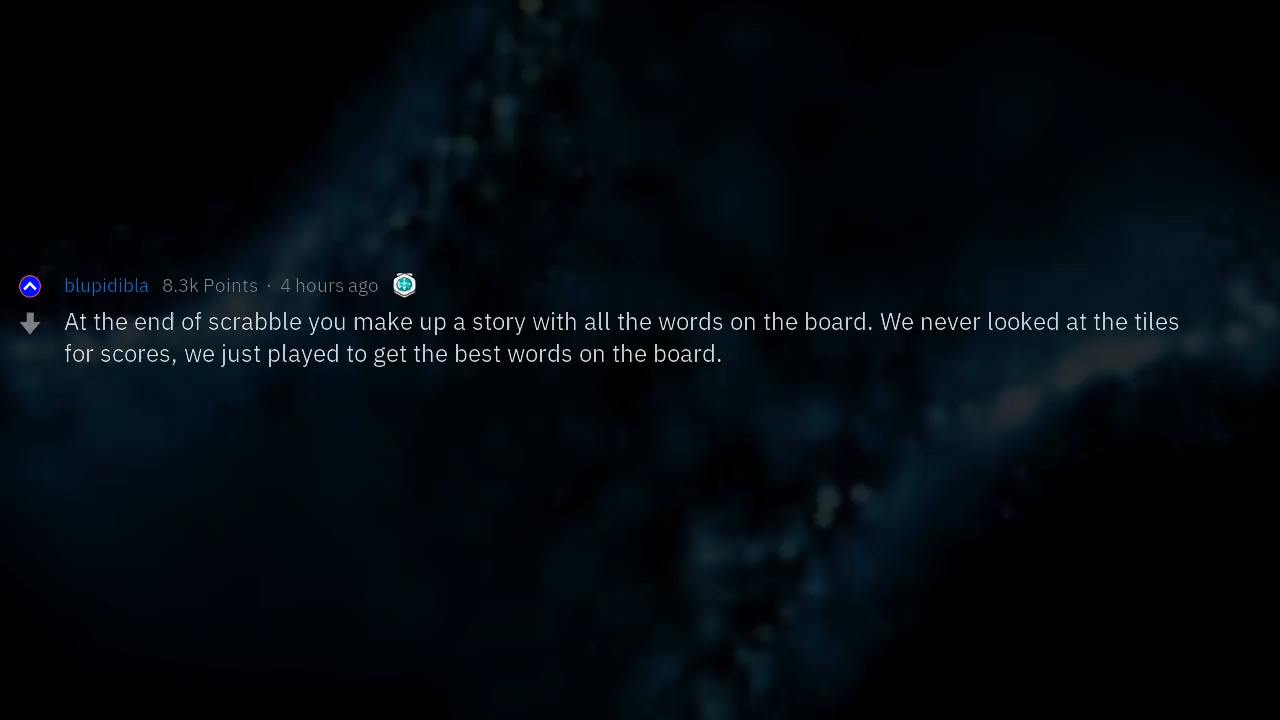 blupidibla 8.3k Points · 4 hours ago
At the end of scrabble you make up a story with all the words on the board. We never looked at the tiles
for scores, we just played to get the best words on the board.